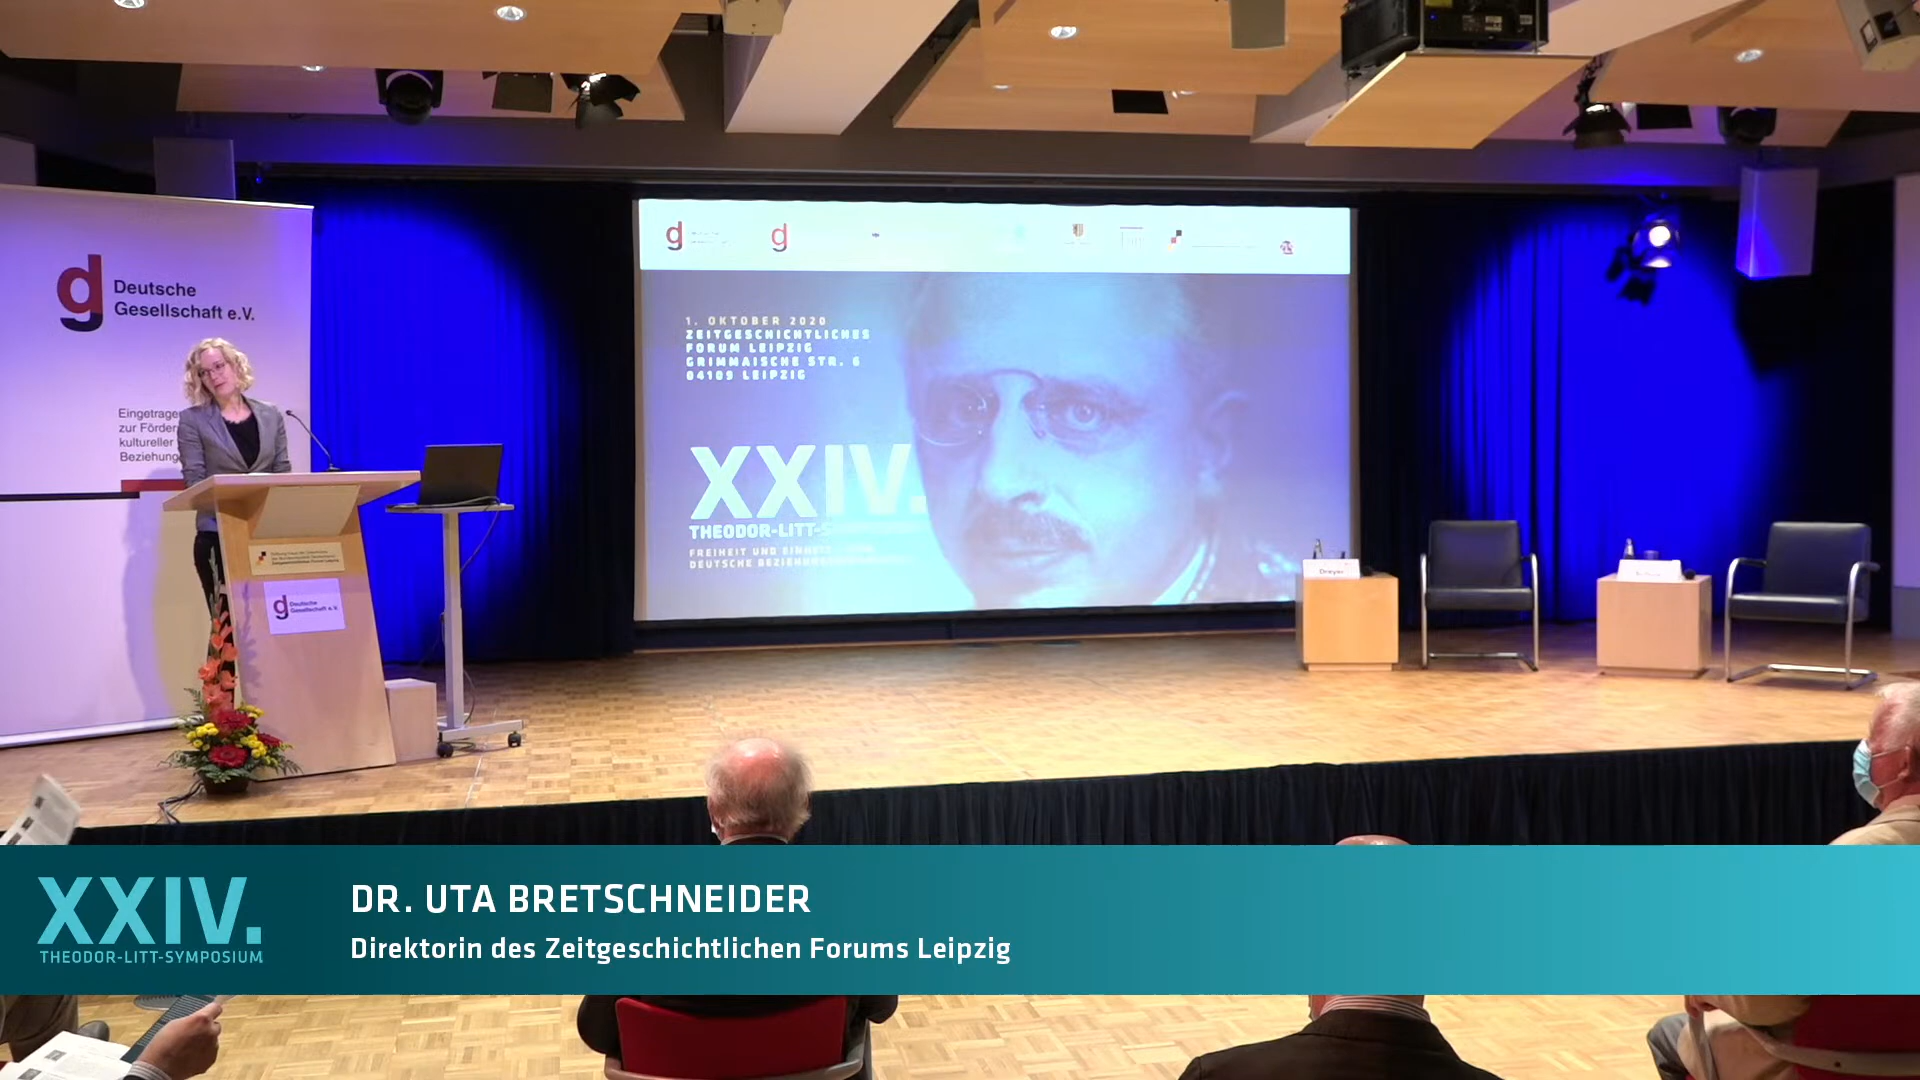 Deutsche
Gesellschaft e.V.
zur Förder
kultureller
Beziehung
1. OKTOBER 2020
ZEITGESCHICHTLICHES
FORUM LEIPZIG
GRIMMAISCHE STR. 6
04109 LEIPZIG
XXIV.
THEODOR-LITT-S
FREIHEIT UND EINHEIT
DEUTSCHE
Deutsche
Gesellschaft e.V.
Dreyer
XXIV.
THEODOR-LITT-SYMPOSIUM
DR. UTA BRETSCHNEIDER
Direktorin des Zeitgeschichtlichen Forums Leipzig